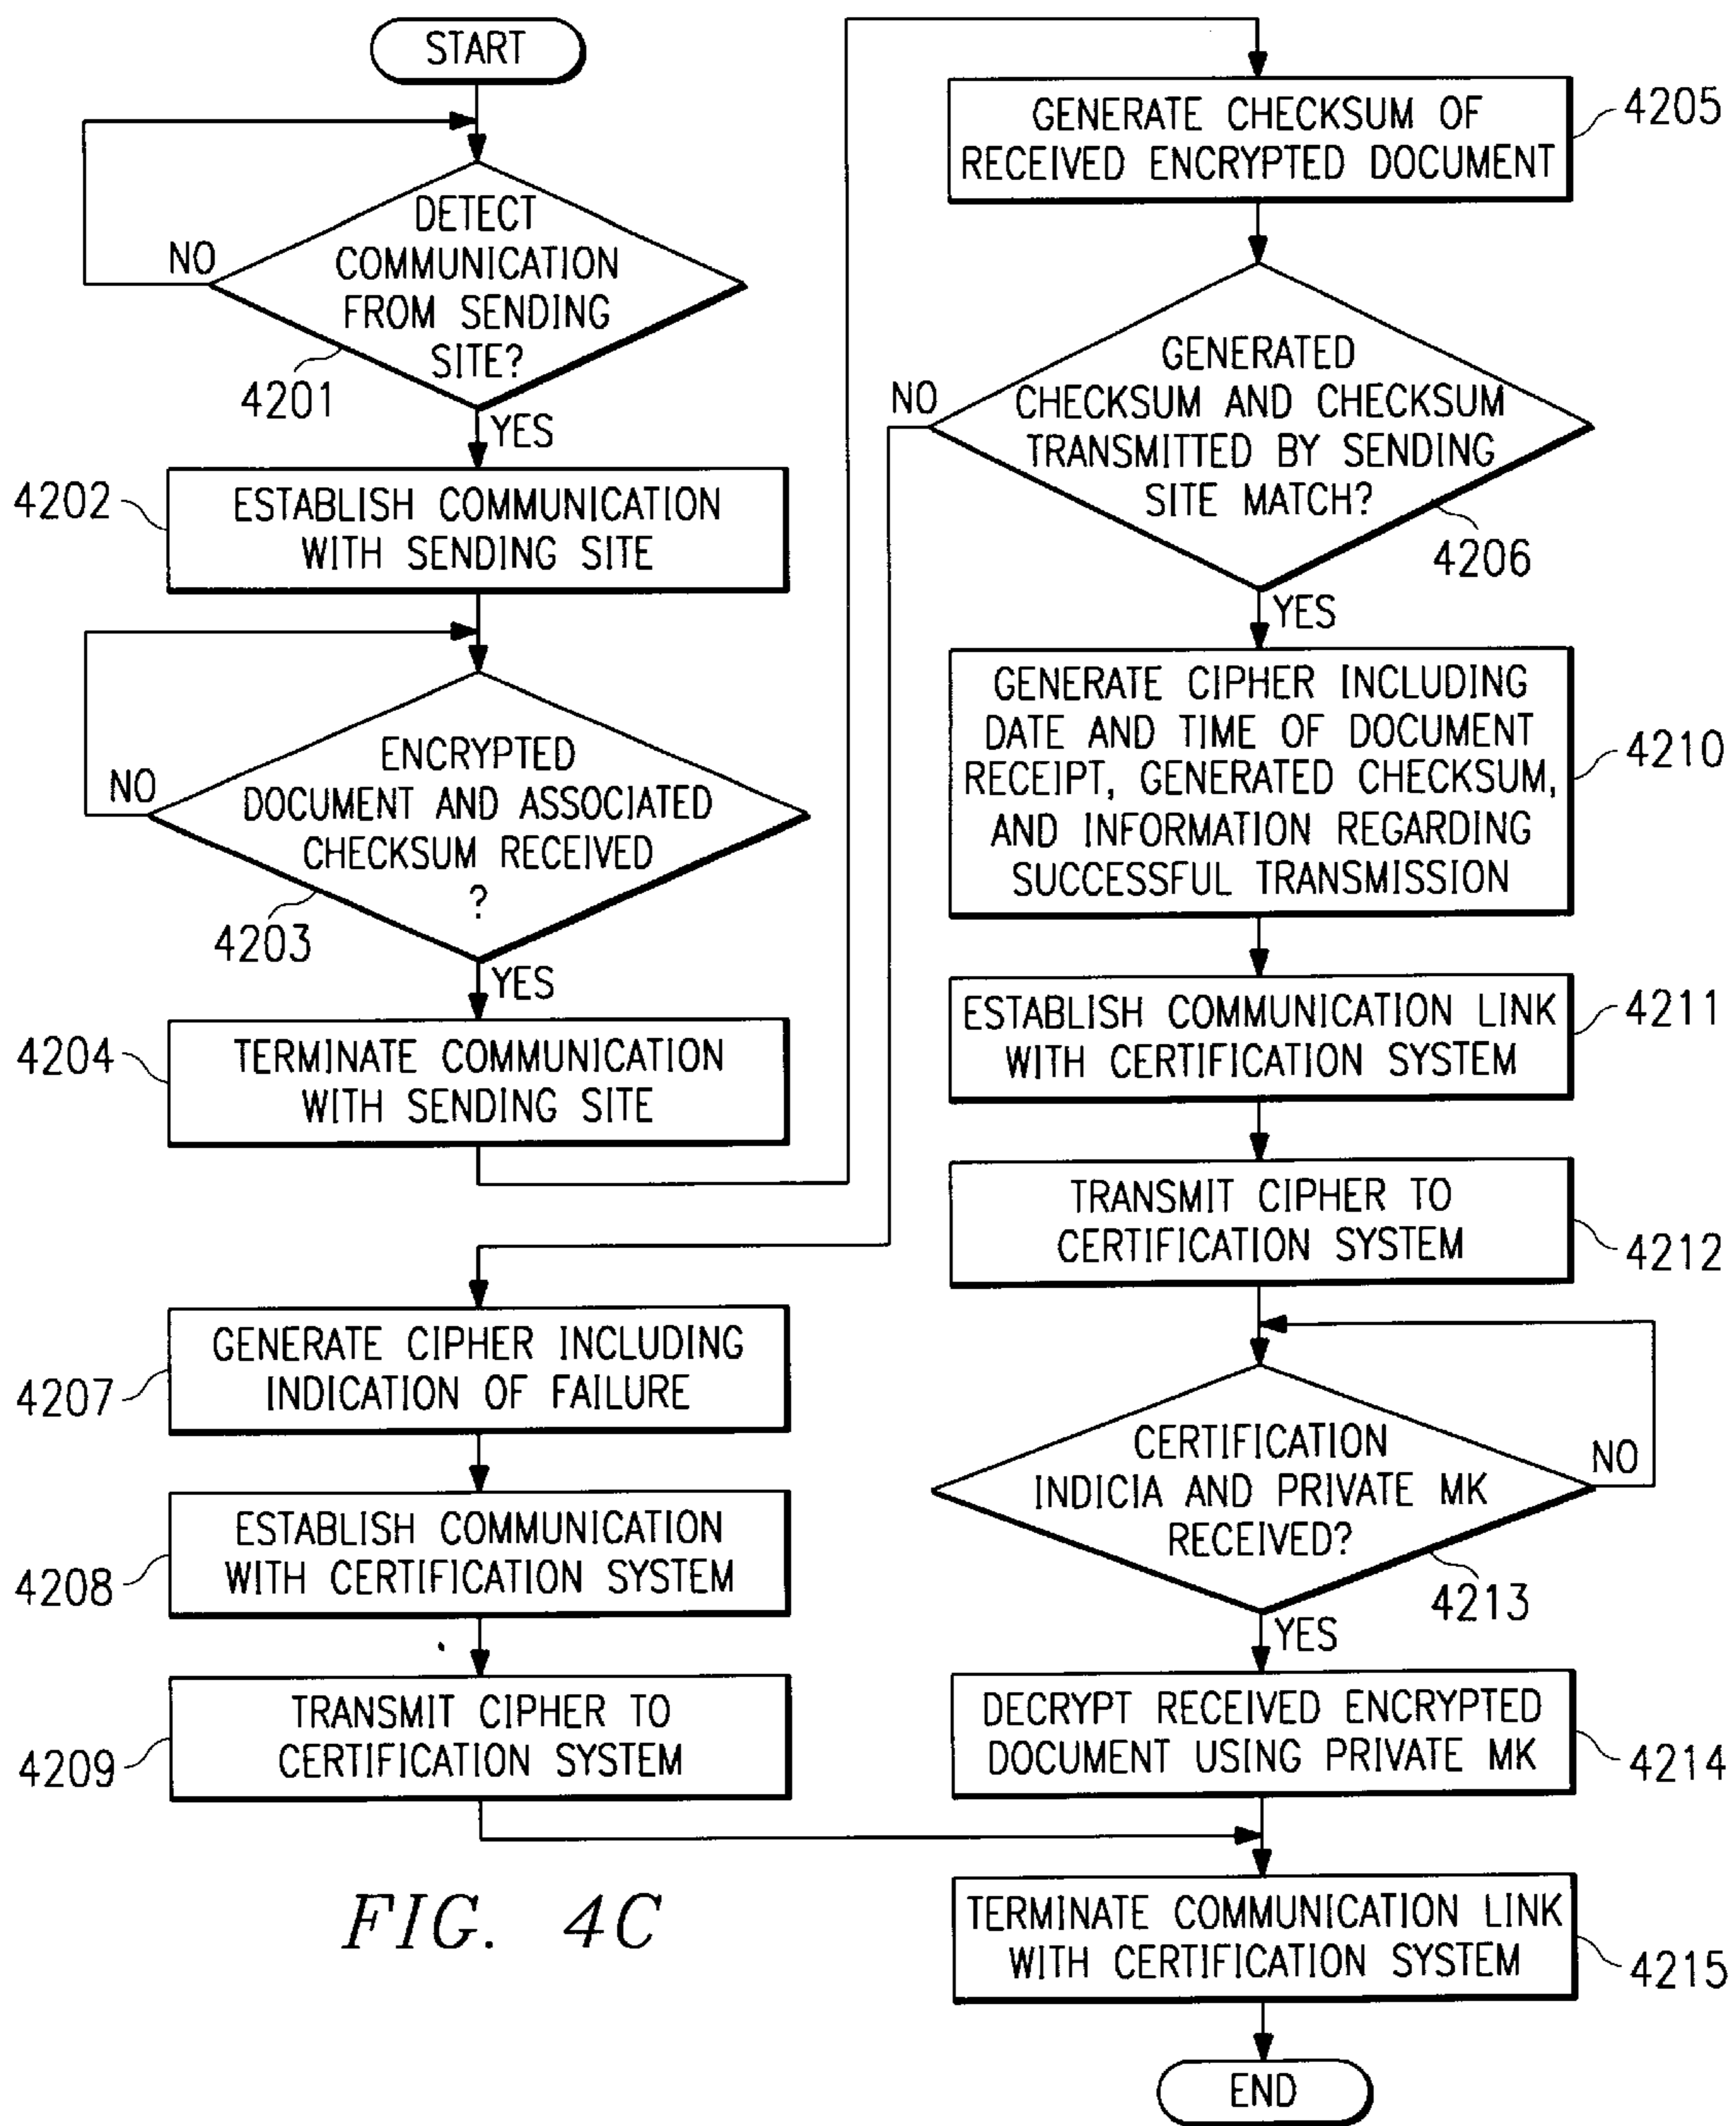 START
DETECT
COMMUNICATION
FROM SENDING
SITE?
NO
4201
YES
4202
ESTABLISH COMMUNICATION
WITH SENDING SITE
ENCRYPTED
DOCUMENT AND ASSOCIATED
CHECKSUM RECEIVED
?
NO
4203
YES
4204
TERMINATE COMMUNICATION
WITH SENDING SITE
GENERATE CHECKSUM OF
RECEIVED ENCRYPTED DOCUMENT
4205
GENERATED
CHECKSUM AND CHECKSUM
TRANSMITTED BY SENDING
SITE MATCH?
NO
4206
YES
4207
GENERATE CIPHER INCLUDING
INDICATION OF FAILURE
4208
ESTABLISH COMMUNICATION
WITH CERTIFICATION SYSTEM
4209
TRANSMIT CIPHER TO
CERTIFICATION SYSTEM
GENERATE CIPHER INCLUDING
DATE AND TIME OF DOCUMENT
RECEIPT, GENERATED CHECKSUM,
AND INFORMATION REGARDING
SUCCESSFUL TRANSMISSION
4210
ESTABLISH COMMUNICATION LINK
WITH CERTIFICATION SYSTEM
4211
TRANSMIT CIPHER TO
CERTIFICATION SYSTEM
4212
CERTIFICATION
INDICIA AND PRIVATE MK
RECEIVED?
NO
4213
YES
DECRYPT RECEIVED ENCRYPTED
DOCUMENT USING PRIVATE MK
4214
TERMINATE COMMUNICATION LINK
WITH CERTIFICATION SYSTEM
4215
END
FIG. 4C